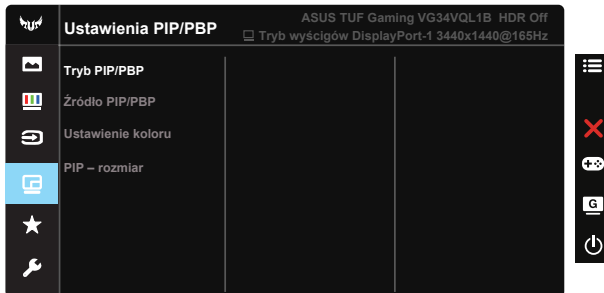 Ustawienia PIP/PBP
ASUS TUF Gaming VG34VQL1B HDR Off
Tryb wyścigów DisplayPort-1 3440x1440@165Hz
Tryb PIP/PBP
Źródło PIP/PBP
Ustawienie koloru
PIP – rozmiar
G